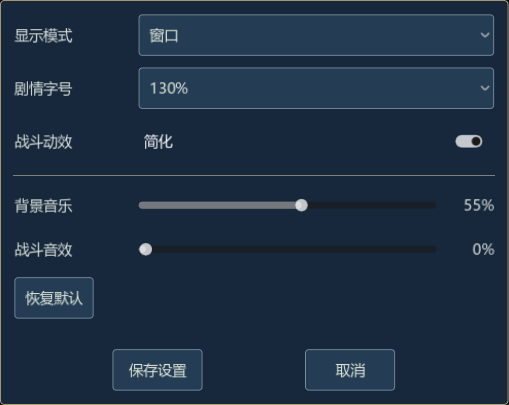 显示模式 窗口
剧情字号 130%
战斗动效 简化
背景音乐 55%
战斗音效 0%
恢复默认
保存设置 取消